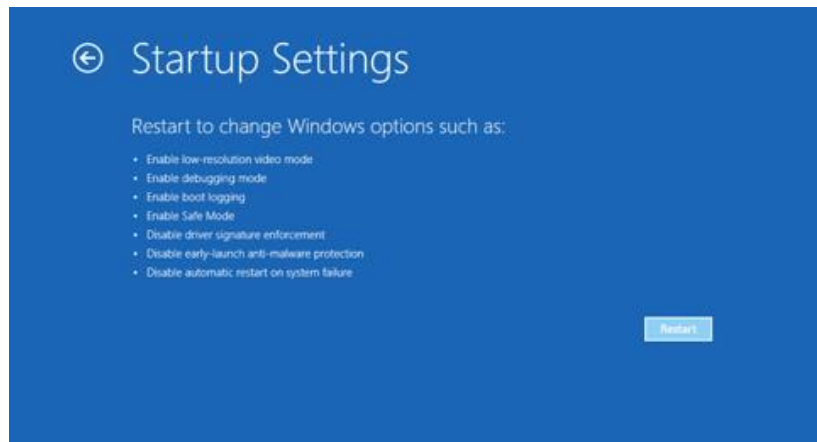 Startup Settings
Restart to change Windows options such as:
• Enable low-resolution video mode
• Enable debugging mode
• Enable boot logging
• Enable Safe Mode
• Disable driver signature enforcement
• Disable early-launch anti-malware protection
• Disable automatic restart on system failure
Restart